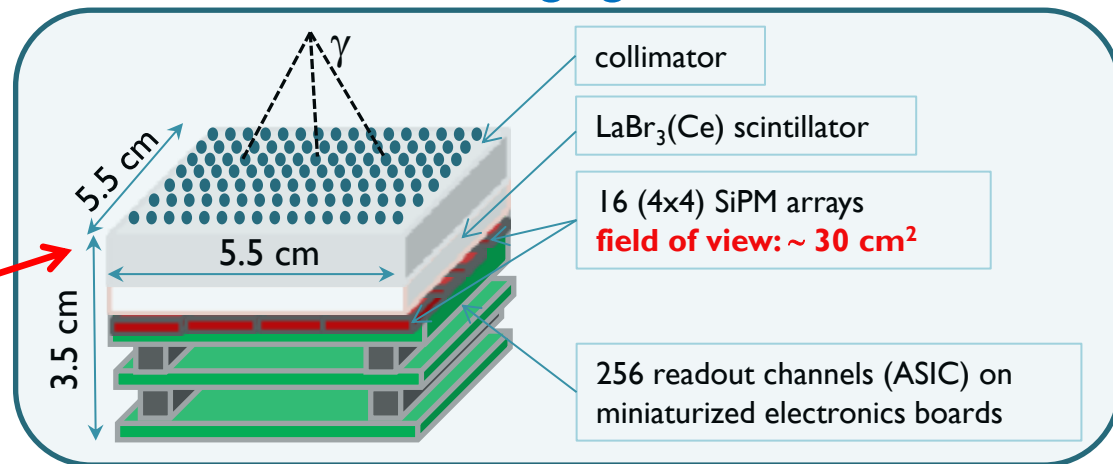 γ
5.5 cm
5.5 cm
3.5 cm
collimator
LaBr₃(Ce) scintillator
16 (4x4) SiPM arrays
field of view: ~ 30 cm²
256 readout channels (ASIC) on
miniaturized electronics boards